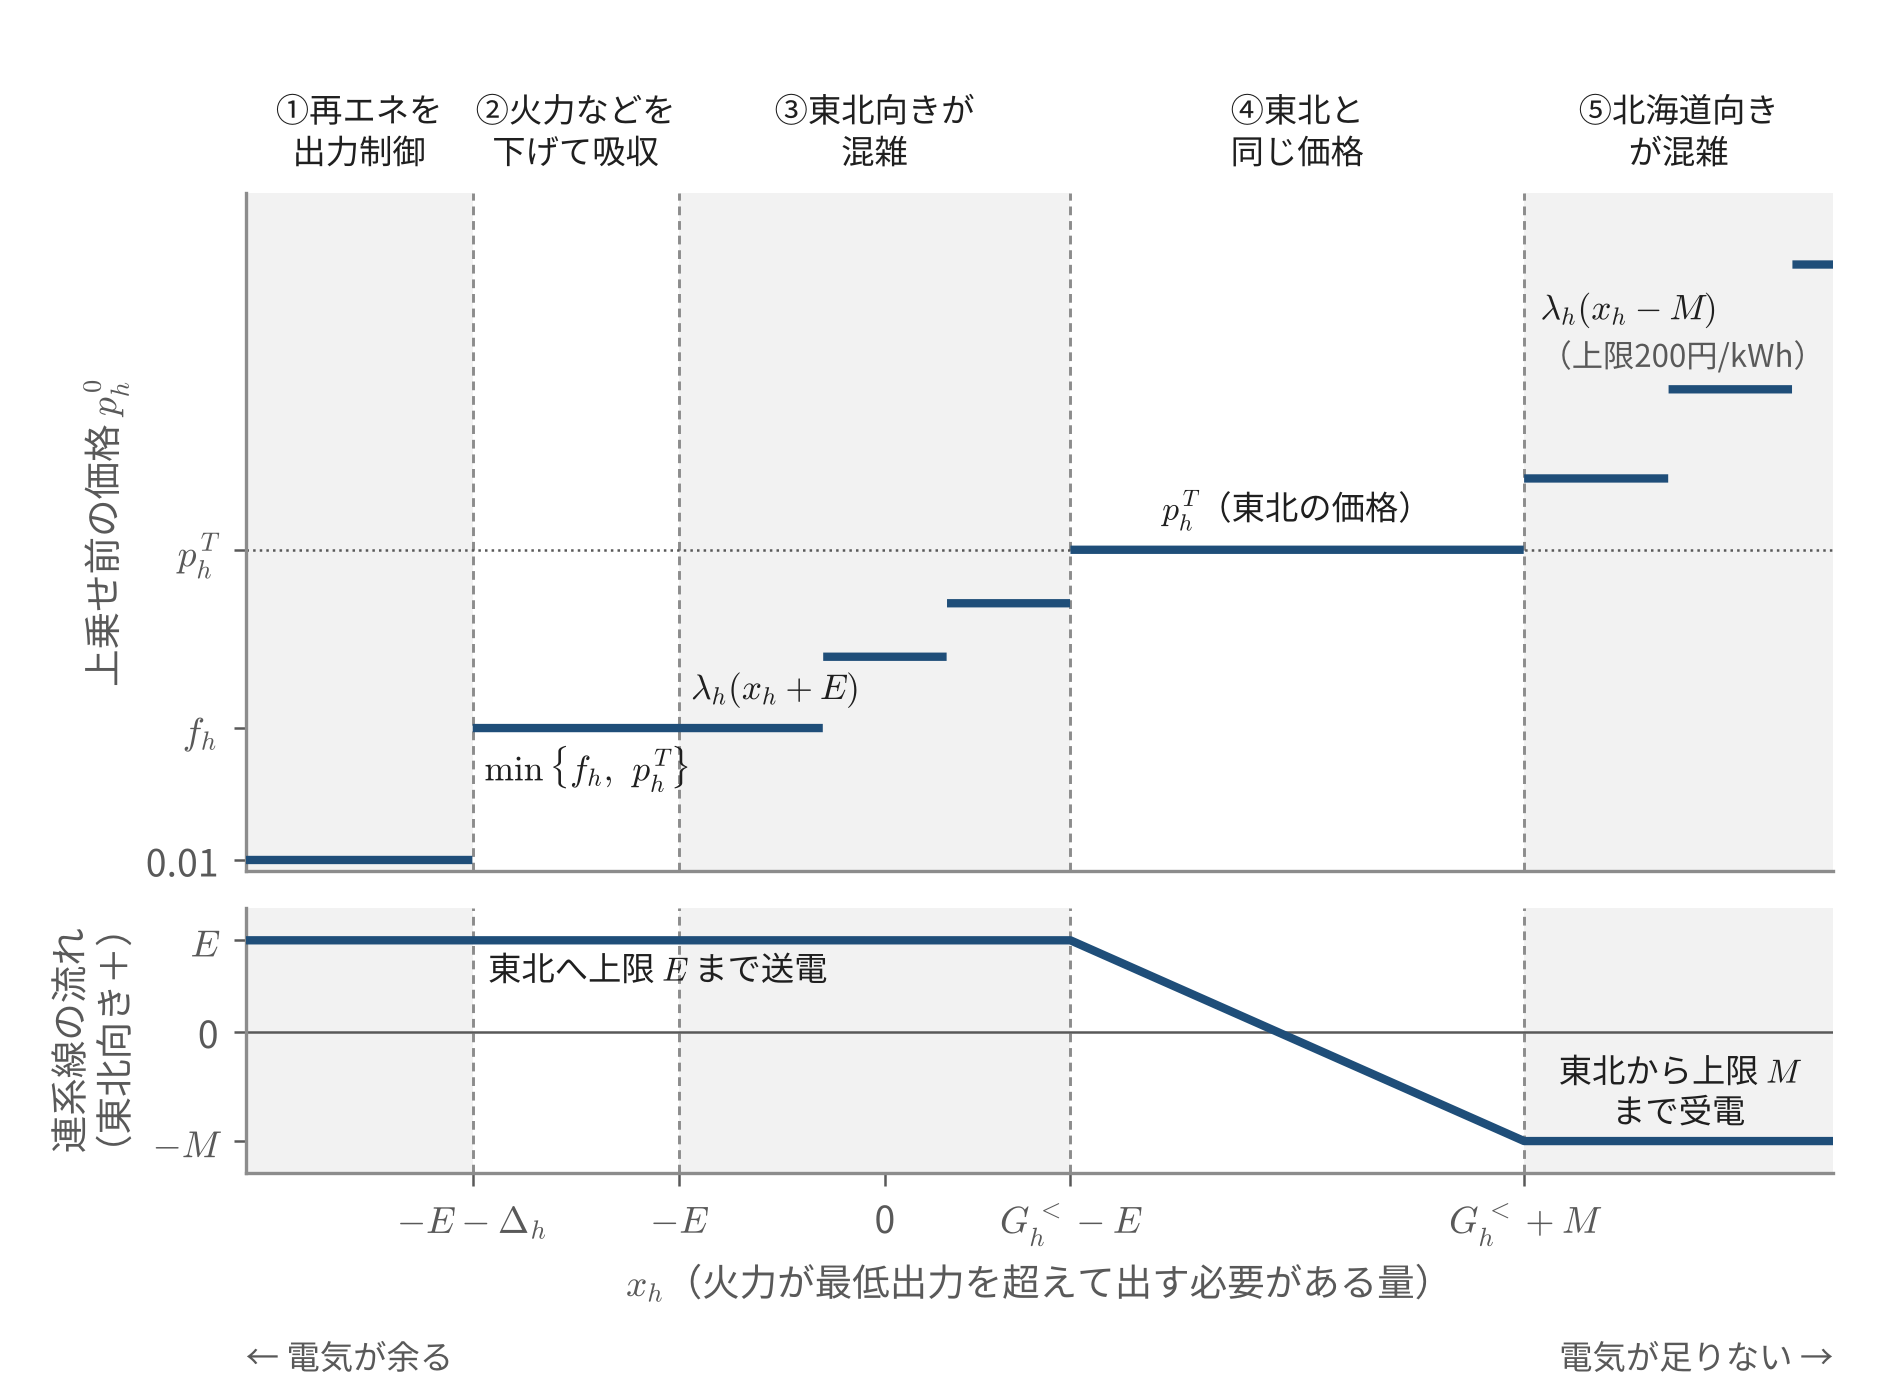 ①再エネを
出力制御
②火力などを
下げて吸収
③東北向きが
混雑
④東北と
同じ価格
⑤北海道向き
が混雑
上乗せ前の価格 p_h^0
λ_h(x_h − M)
（上限200円/kWh）
p_h^T（東北の価格）
p_h^T
λ_h(x_h + E)
f_h
min {f_h, p_h^T}
0.01
連系線の流れ
（東北向き＋）
E
東北へ上限 E まで送電
0
東北から上限 M
まで受電
−M
−E − Δ_h
−E
0
G_h^< − E
G_h^< + M
x_h（火力が最低出力を超えて出す必要がある量）
← 電気が余る
電気が足りない →